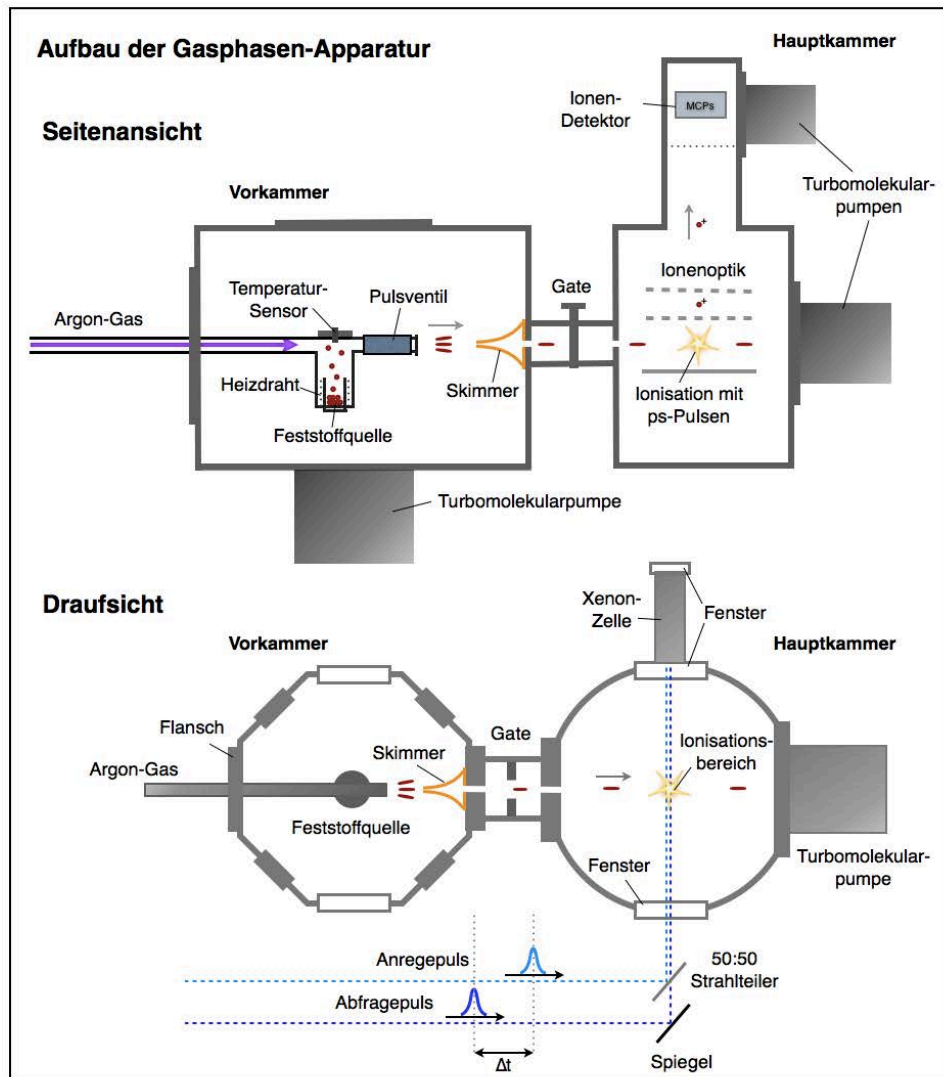 Aufbau der Gasphasen-Apparatur
Hauptkammer
Seitenansicht
Ionen-
Detektor
MCPs
Turbomolekular-
pumpen
Vorkammer
Ionenoptik
Temperatur-
Sensor
Pulsventil
Gate
Argon-Gas
Heizdraht
Skimmer
Ionisation mit
ps-Pulsen
Feststoffquelle
Turbomolekularpumpe
Draufsicht
Xenon-
Zelle
Fenster
Vorkammer
Hauptkammer
Flansch
Gate
Skimmer
Ionisations-
bereich
Argon-Gas
Feststoffquelle
Fenster
Turbomolekular-
pumpe
Anregepuls
50:50
Strahlteiler
Abfragepuls
Δt
Spiegel